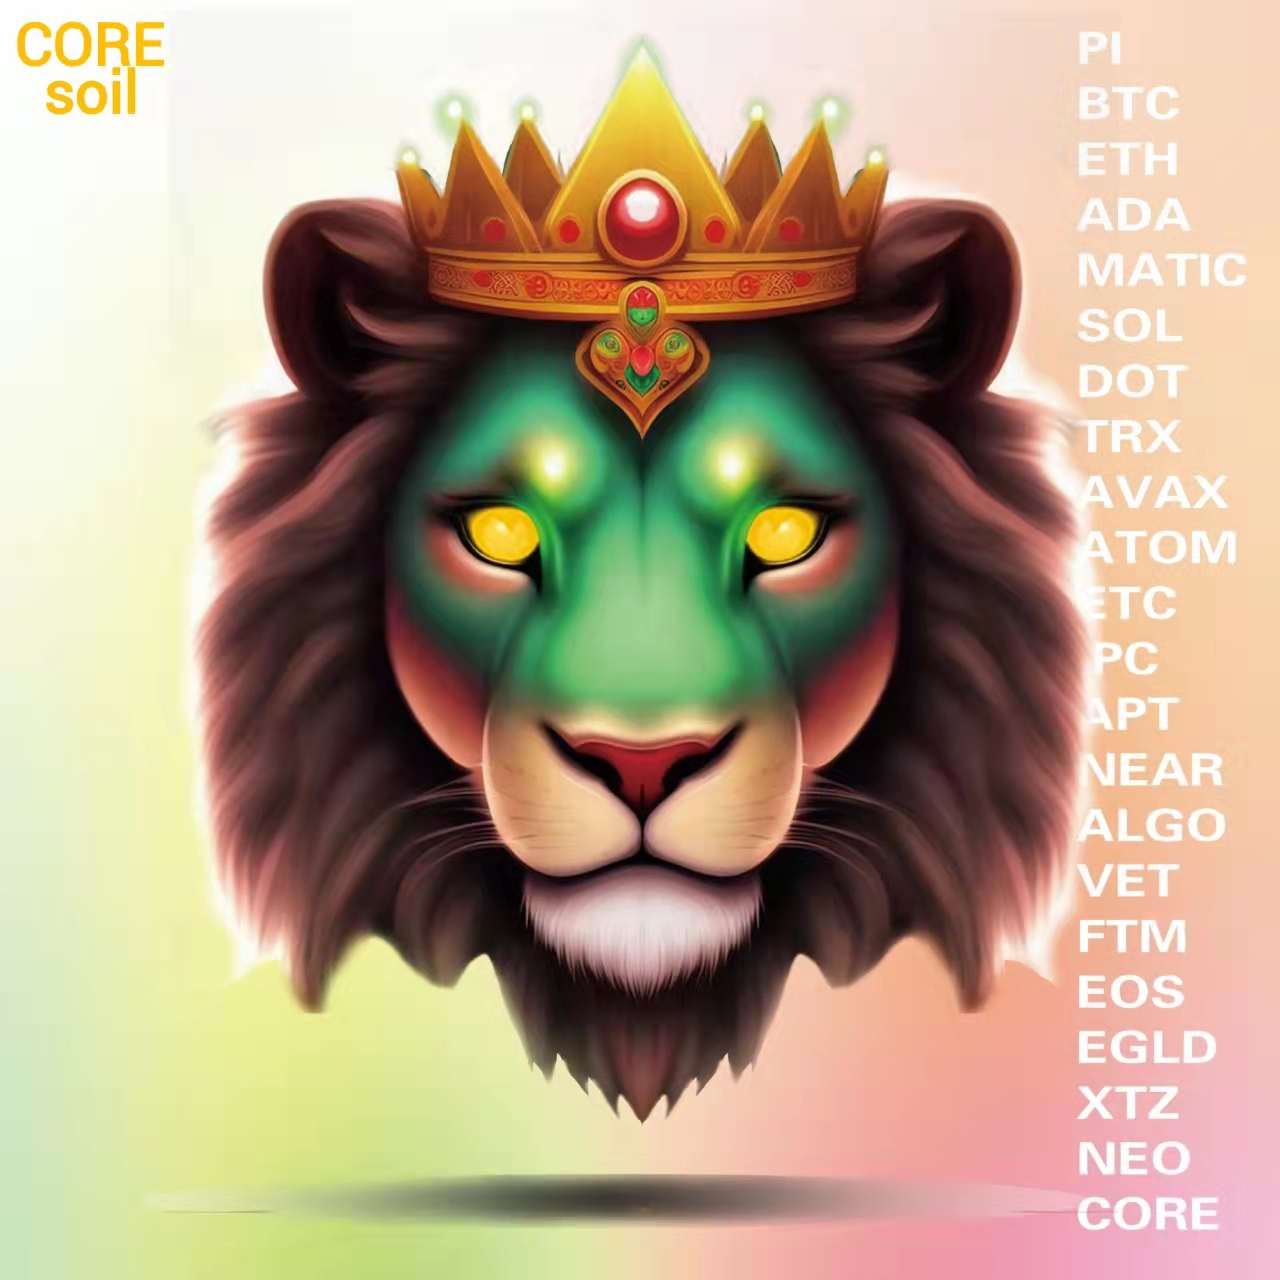 CORE
soil
PI
BTC
ETH
ADA
MATIC
SOL
DOT
TRX
AVAX
ATOM
ETC
APT
NEAR
ALGO
VET
FTM
EOS
EGLD
XTZ
NEO
CORE